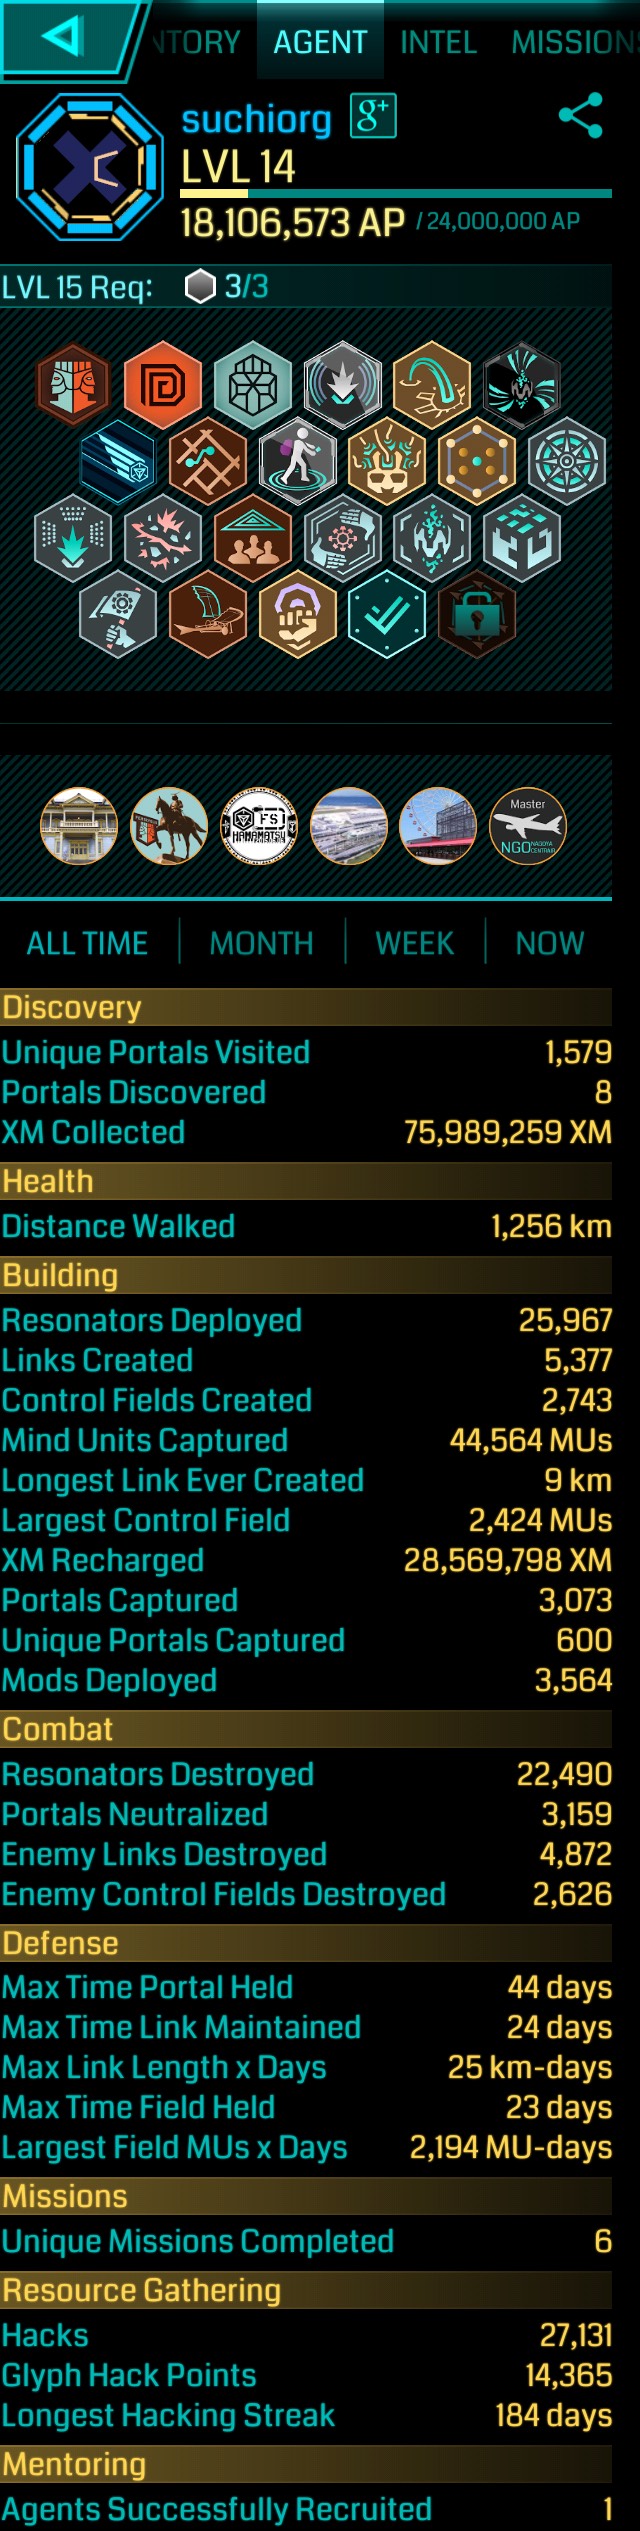 NTORY AGENT INTEL MISSIONS
suchiorg g+
LVL 14
18,106,573 AP / 24,000,000 AP
LVL 15 Req: 3/3
FS
HAMAMATSU
Master
NGO NAGOYA
CENTRAIR
ALL TIME MONTH WEEK NOW
Discovery
Unique Portals Visited 1,579
Portals Discovered 8
XM Collected 75,989,259 XM
Health
Distance Walked 1,256 km
Building
Resonators Deployed 25,967
Links Created 5,377
Control Fields Created 2,743
Mind Units Captured 44,564 MUs
Longest Link Ever Created 9 km
Largest Control Field 2,424 MUs
XM Recharged 28,569,798 XM
Portals Captured 3,073
Unique Portals Captured 600
Mods Deployed 3,564
Combat
Resonators Destroyed 22,490
Portals Neutralized 3,159
Enemy Links Destroyed 4,872
Enemy Control Fields Destroyed 2,626
Defense
Max Time Portal Held 44 days
Max Time Link Maintained 24 days
Max Link Length x Days 25 km-days
Max Time Field Held 23 days
Largest Field MUs x Days 2,194 MU-days
Missions
Unique Missions Completed 6
Resource Gathering
Hacks 27,131
Glyph Hack Points 14,365
Longest Hacking Streak 184 days
Mentoring
Agents Successfully Recruited 1